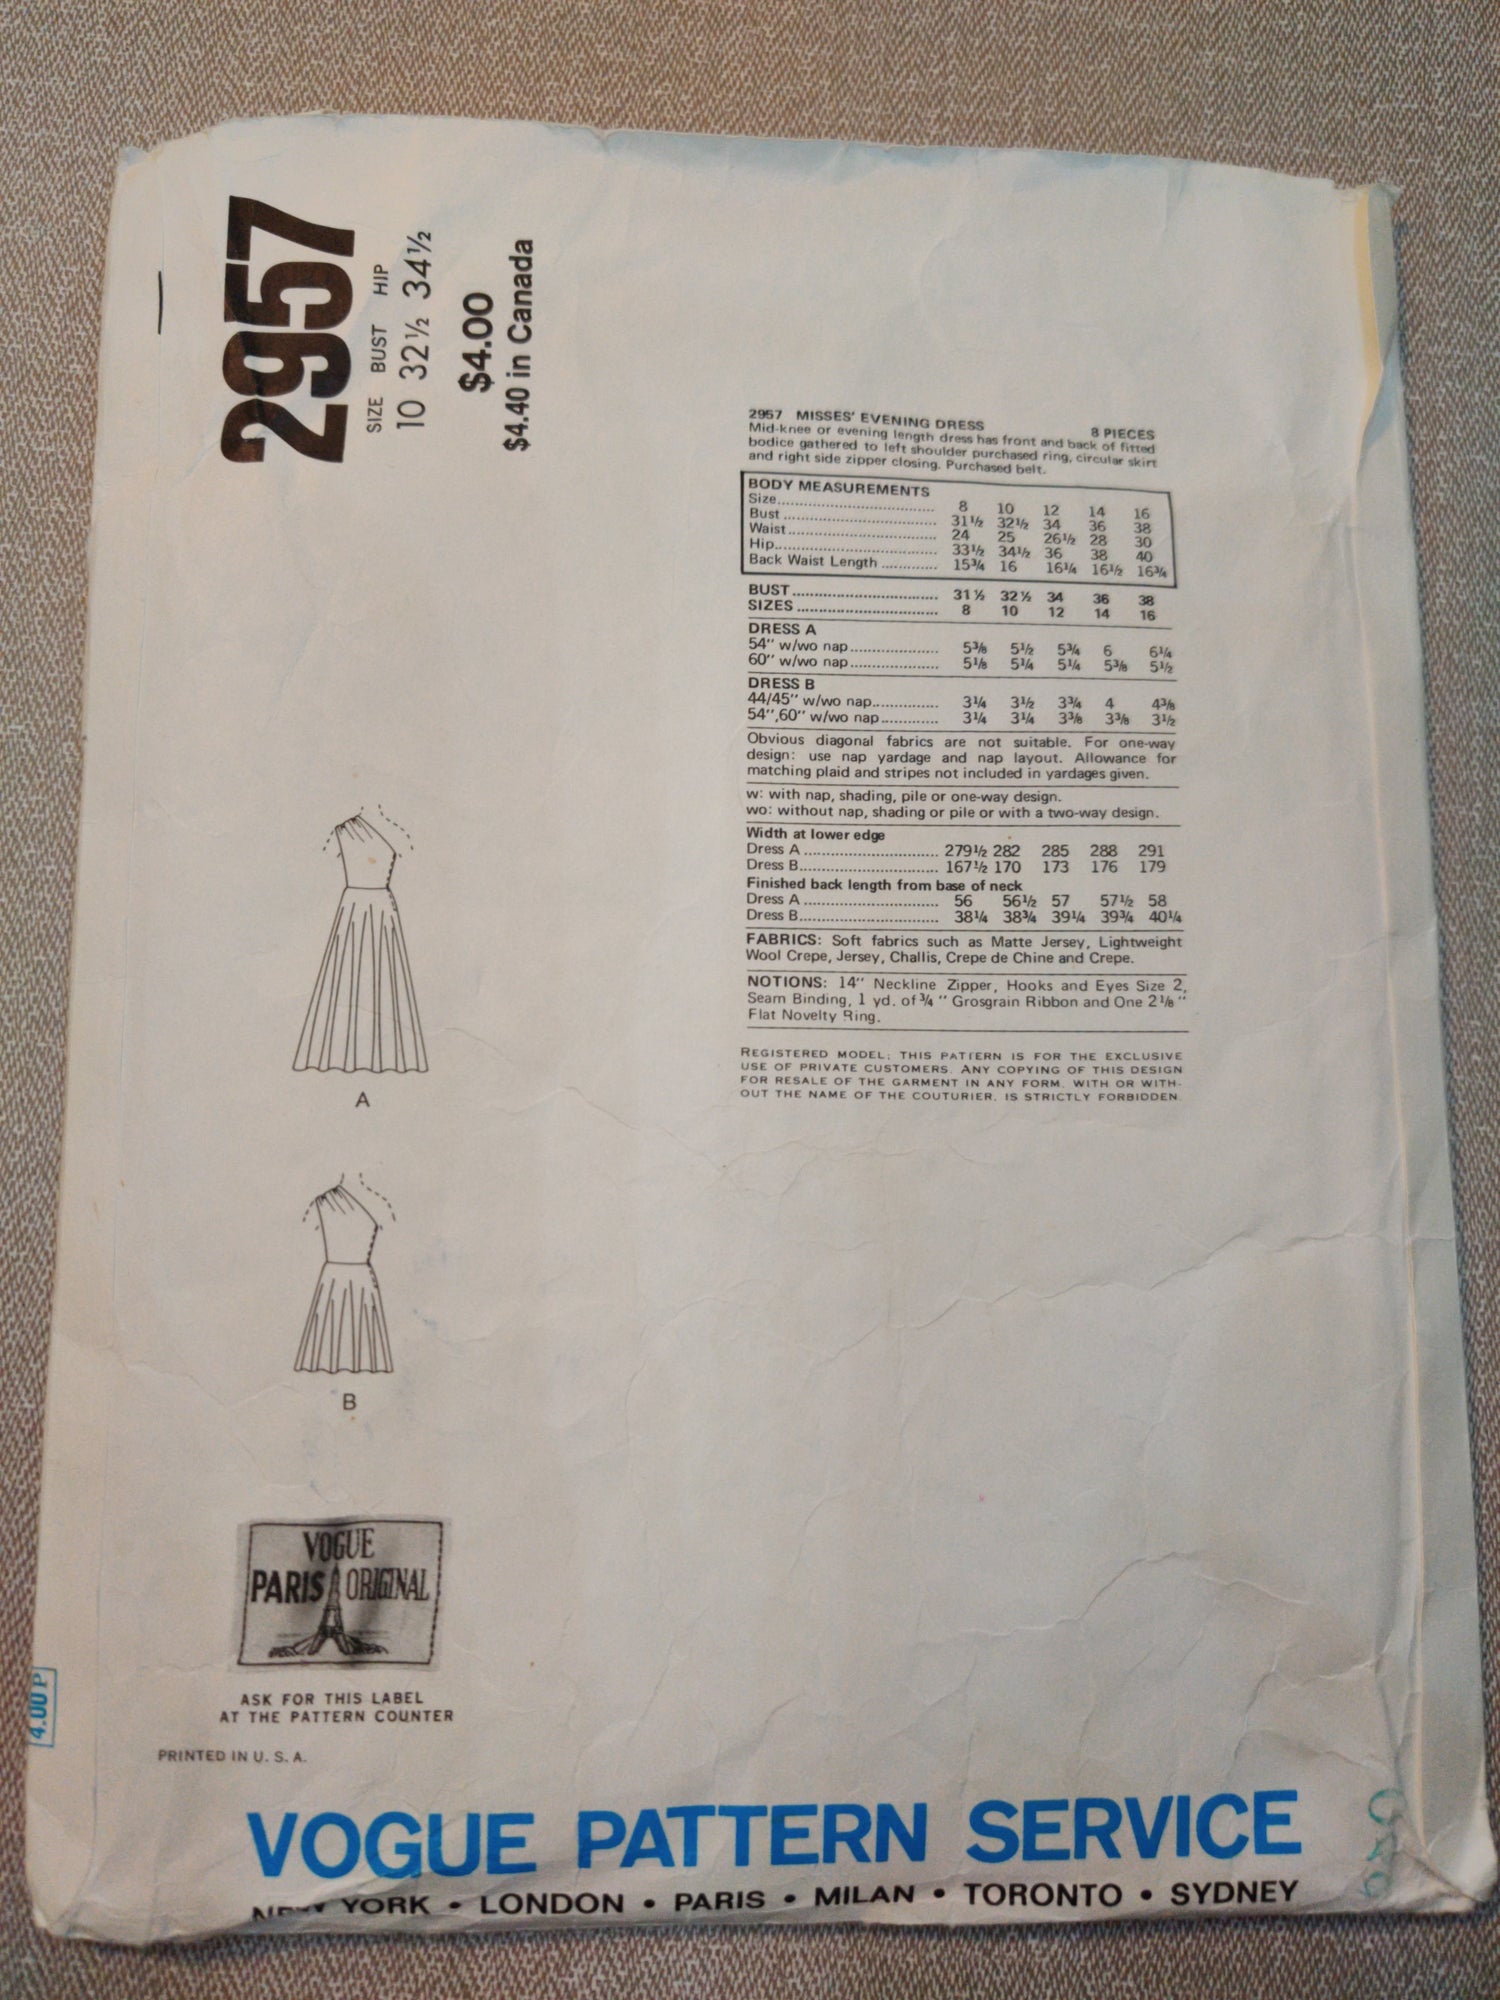 2957
SIZE BUST HIP
10 32½ 34½
$4.00
$4.40 in Canada
2957 MISSES' EVENING DRESS 8 PIECES
Mid-knee or evening length dress has front and back of fitted
bodice gathered to left shoulder purchased ring, circular skirt
and right side zipper closing. Purchased belt.
BODY MEASUREMENTS
Size 8 10 12 14 16
Bust 31½ 32½ 34 36 38
Waist 24 25 26½ 28 30
Hip 33½ 34½ 36 38 40
Back Waist Length 15¾ 16 16¼ 16½ 16¾
BUST 31½ 32½ 34 36 38
SIZES 8 10 12 14 16
DRESS A
54" w/wo nap 5⅜ 5½ 5¾ 6 6¼
60" w/wo nap 5⅛ 5¼ 5¼ 5⅜ 5½
DRESS B
44/45" w/wo nap 3¼ 3½ 3¾ 4 4⅜
54",60" w/wo nap 3¼ 3¼ 3⅜ 3⅜ 3½
Obvious diagonal fabrics are not suitable. For one-way
design: use nap yardage and nap layout. Allowance for
matching plaid and stripes not included in yardages given.
w: with nap, shading, pile or one-way design.
wo: without nap, shading or pile or with a two-way design.
Width at lower edge
Dress A 279½ 282 285 288 291
Dress B 167½ 170 173 176 179
Finished back length from base of neck
Dress A 56 56½ 57 57½ 58
Dress B 38¼ 38¾ 39¼ 39¾ 40¼
FABRICS: Soft fabrics such as Matte Jersey, Lightweight
Wool Crepe, Jersey, Challis, Crepe de Chine and Crepe.
NOTIONS: 14" Neckline Zipper, Hooks and Eyes Size 2,
Seam Binding, 1 yd. of ¾ " Grosgrain Ribbon and One 2⅛ "
Flat Novelty Ring.
REGISTERED MODEL; THIS PATTERN IS FOR THE EXCLUSIVE
USE OF PRIVATE CUSTOMERS. ANY COPYING OF THIS DESIGN
FOR RESALE OF THE GARMENT IN ANY FORM. WITH OR WITH-
OUT THE NAME OF THE COUTURIER, IS STRICTLY FORBIDDEN.
A
B
VOGUE
PARIS ORIGINAL
ASK FOR THIS LABEL
AT THE PATTERN COUNTER
4.00 P
PRINTED IN U. S. A.
VOGUE PATTERN SERVICE
NEW YORK • LONDON • PARIS • MILAN • TORONTO • SYDNEY